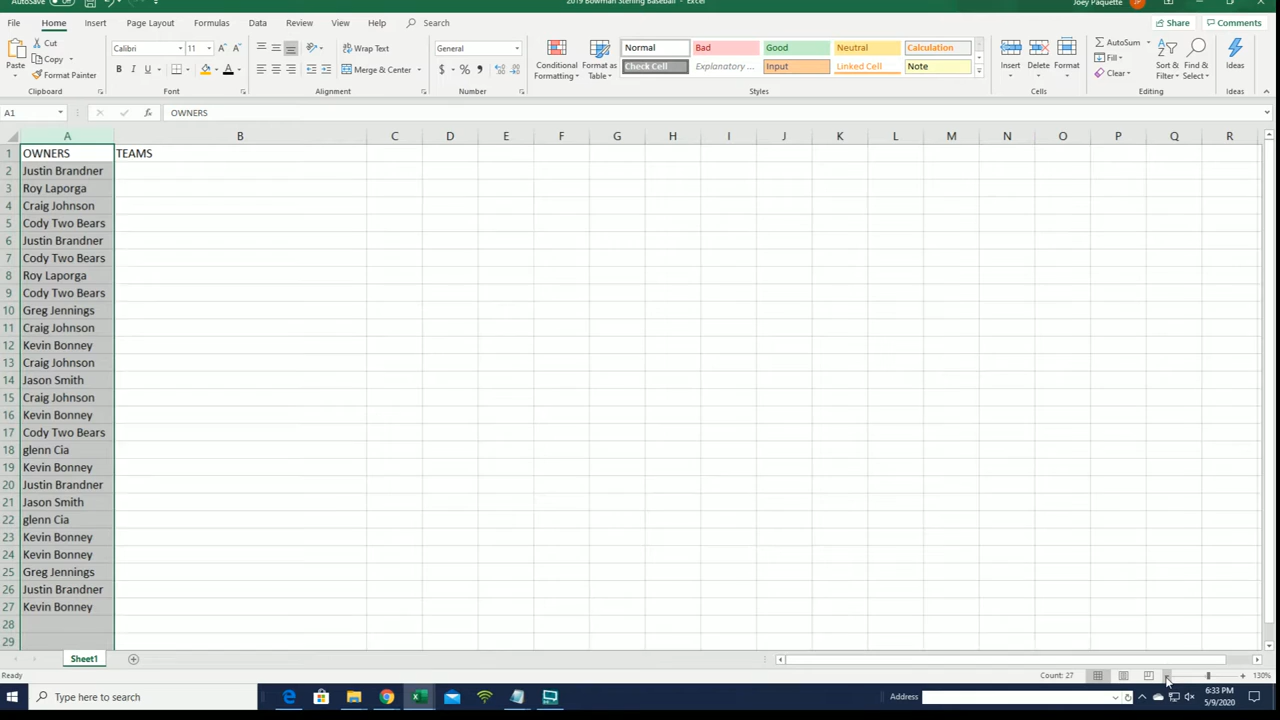 AutoSave Off 2019 Bowman Sterling Baseball - Excel Joey Paquette JP
File Home Insert Page Layout Formulas Data Review View Help Search Share Comments
Cut Calibri 11 A A Wrap Text General Normal Bad Good Neutral Calculation AutoSum
Copy Fill
Paste Format Painter B I U A Merge & Center $ % Conditional Formatting Format as Table Check Cell Explanatory ... Input Linked Cell Note Insert Delete Format Clear Sort & Filter Find & Select Ideas
Clipboard Font Alignment Number Styles Cells Editing Ideas
A1 fx OWNERS
A B C D E F G H I J K L M N O P Q R
1 OWNERS TEAMS
2 Justin Brandner
3 Roy Laporga
4 Craig Johnson
5 Cody Two Bears
6 Justin Brandner
7 Cody Two Bears
8 Roy Laporga
9 Cody Two Bears
10 Greg Jennings
11 Craig Johnson
12 Kevin Bonney
13 Craig Johnson
14 Jason Smith
15 Craig Johnson
16 Kevin Bonney
17 Cody Two Bears
18 glenn Cia
19 Kevin Bonney
20 Justin Brandner
21 Jason Smith
22 glenn Cia
23 Kevin Bonney
24 Kevin Bonney
25 Greg Jennings
26 Justin Brandner
27 Kevin Bonney
28
29
Sheet1
Ready Count: 27 130%
Type here to search Address 6:33 PM
5/9/2020